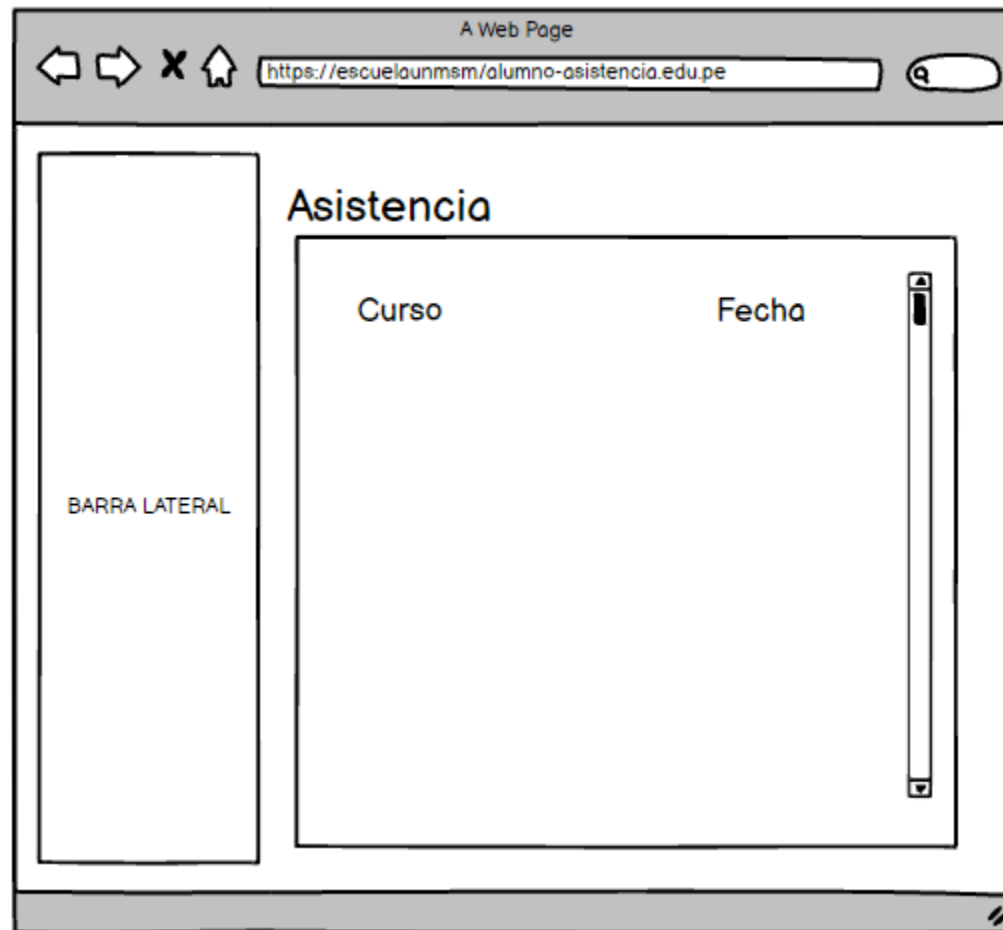 A Web Page
https://escuelaunmsm/alumno-asistencia.edu.pe
Asistencia
Curso Fecha
BARRA LATERAL